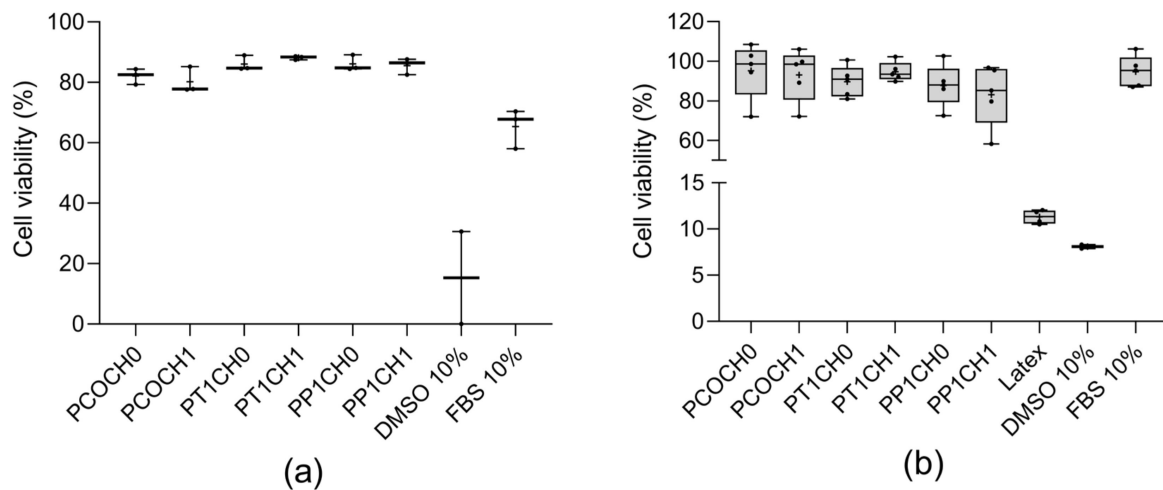 100
80
60
40
20
0
Cell viability (%)
PCOCH0
PCOCH1
PT1CH0
PT1CH1
PP1CH0
PP1CH1
DMSO 10%
FBS 10%
(a)
120
100
80
60
40
15
10
5
0
Cell viability (%)
PCOCH0
PCOCH1
PT1CH0
PT1CH1
PP1CH0
PP1CH1
Latex
DMSO 10%
FBS 10%
(b)